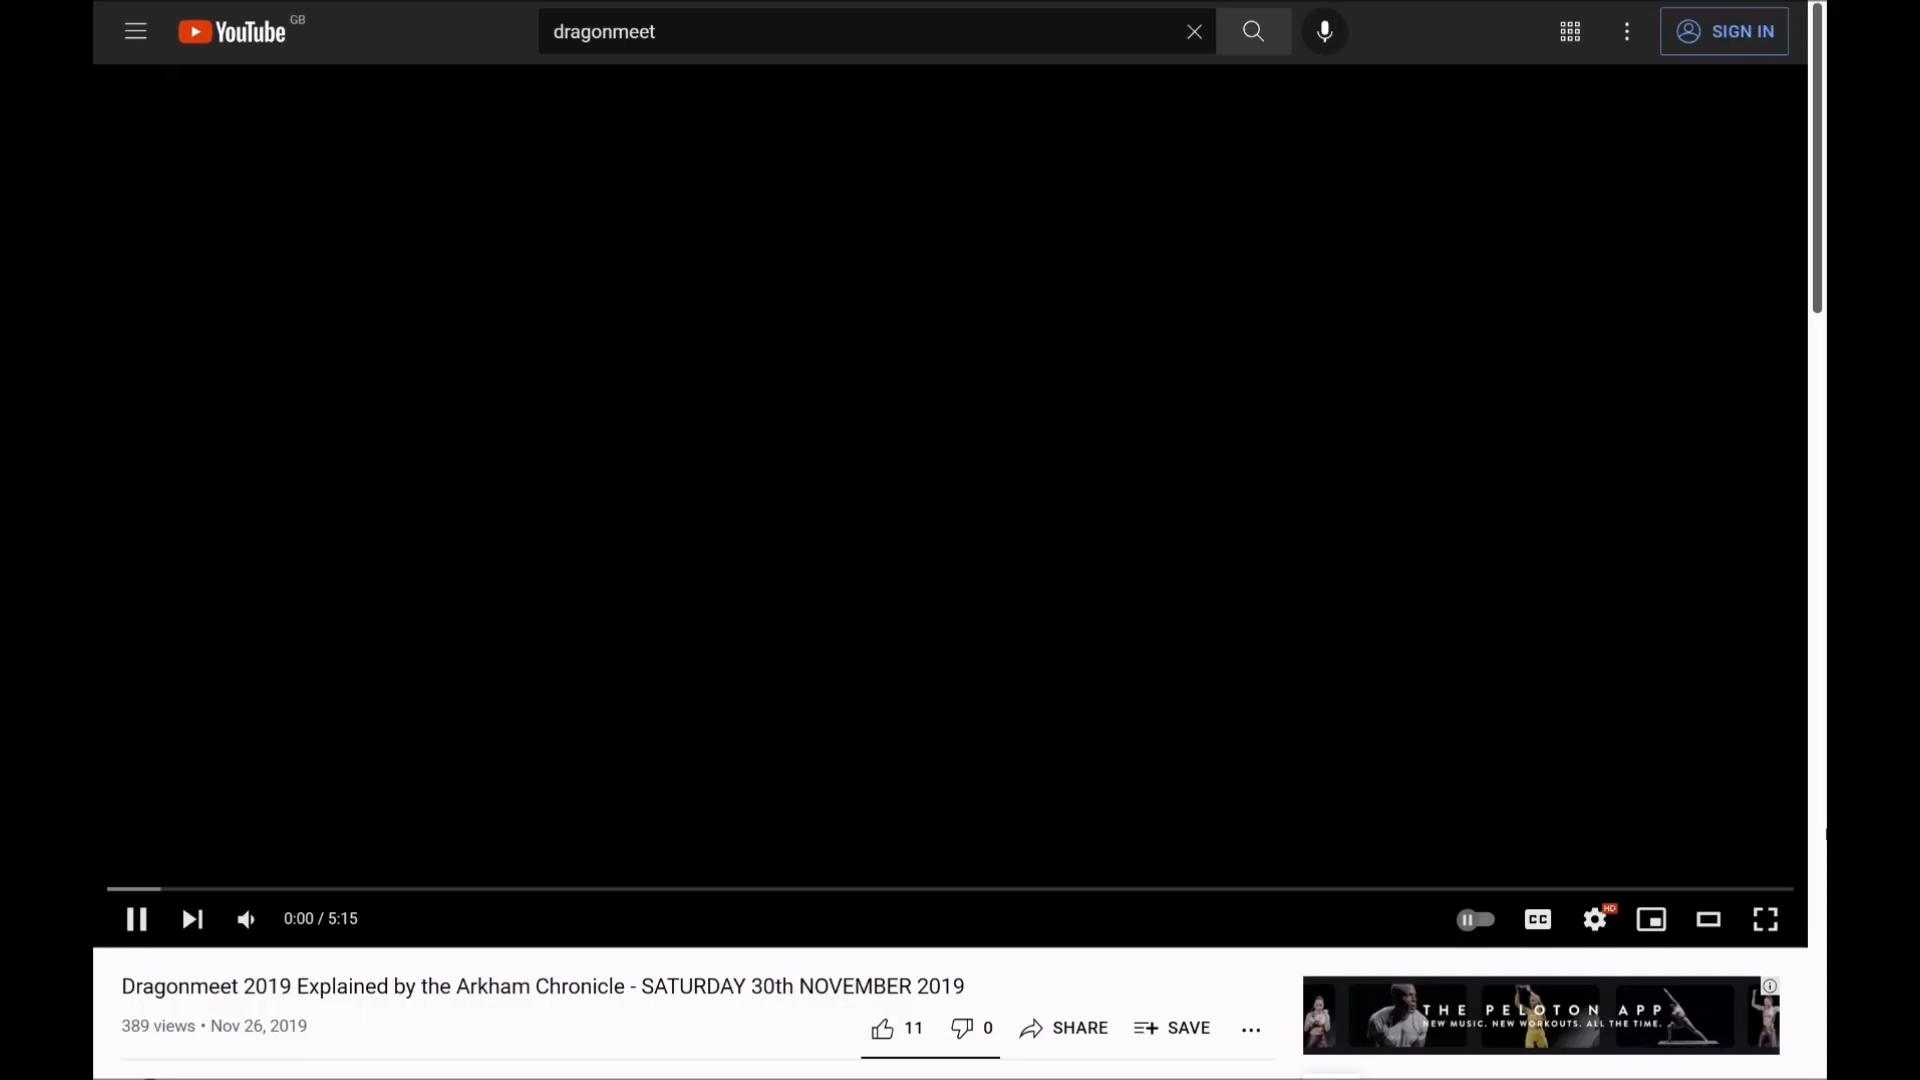 YouTube GB
dragonmeet
SIGN IN
0:00 / 5:15
CC
HD
Dragonmeet 2019 Explained by the Arkham Chronicle - SATURDAY 30th NOVEMBER 2019
389 views • Nov 26, 2019
11
0
SHARE
SAVE
THE PELOTON APP
NEW MUSIC. NEW WORKOUTS. ALL THE TIME.